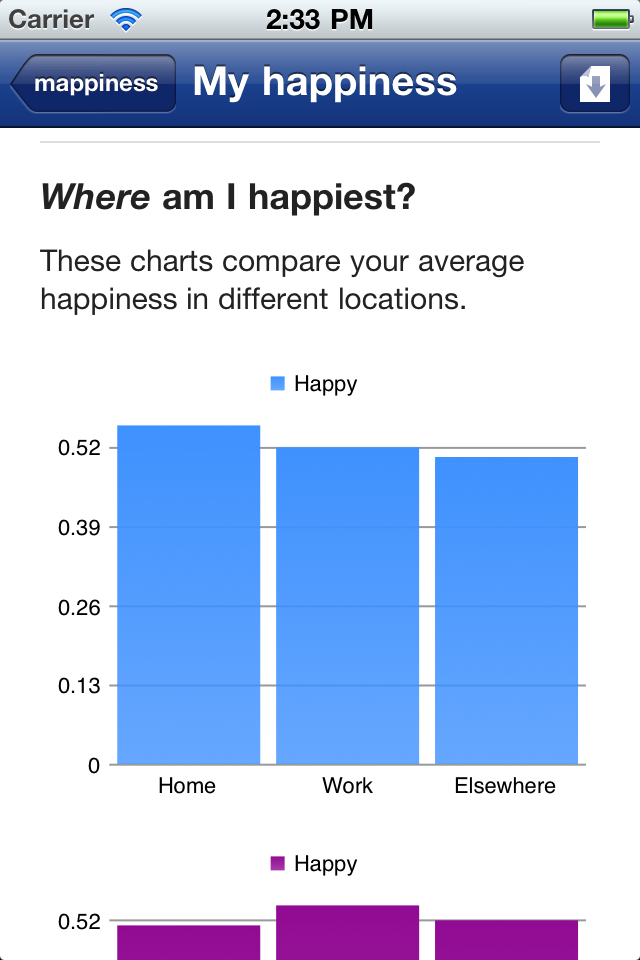 Carrier 2:33 PM
mappiness My happiness
Where am I happiest?
These charts compare your average
happiness in different locations.
Happy
0.52
0.39
0.26
0.13
0
Home Work Elsewhere
Happy
0.52